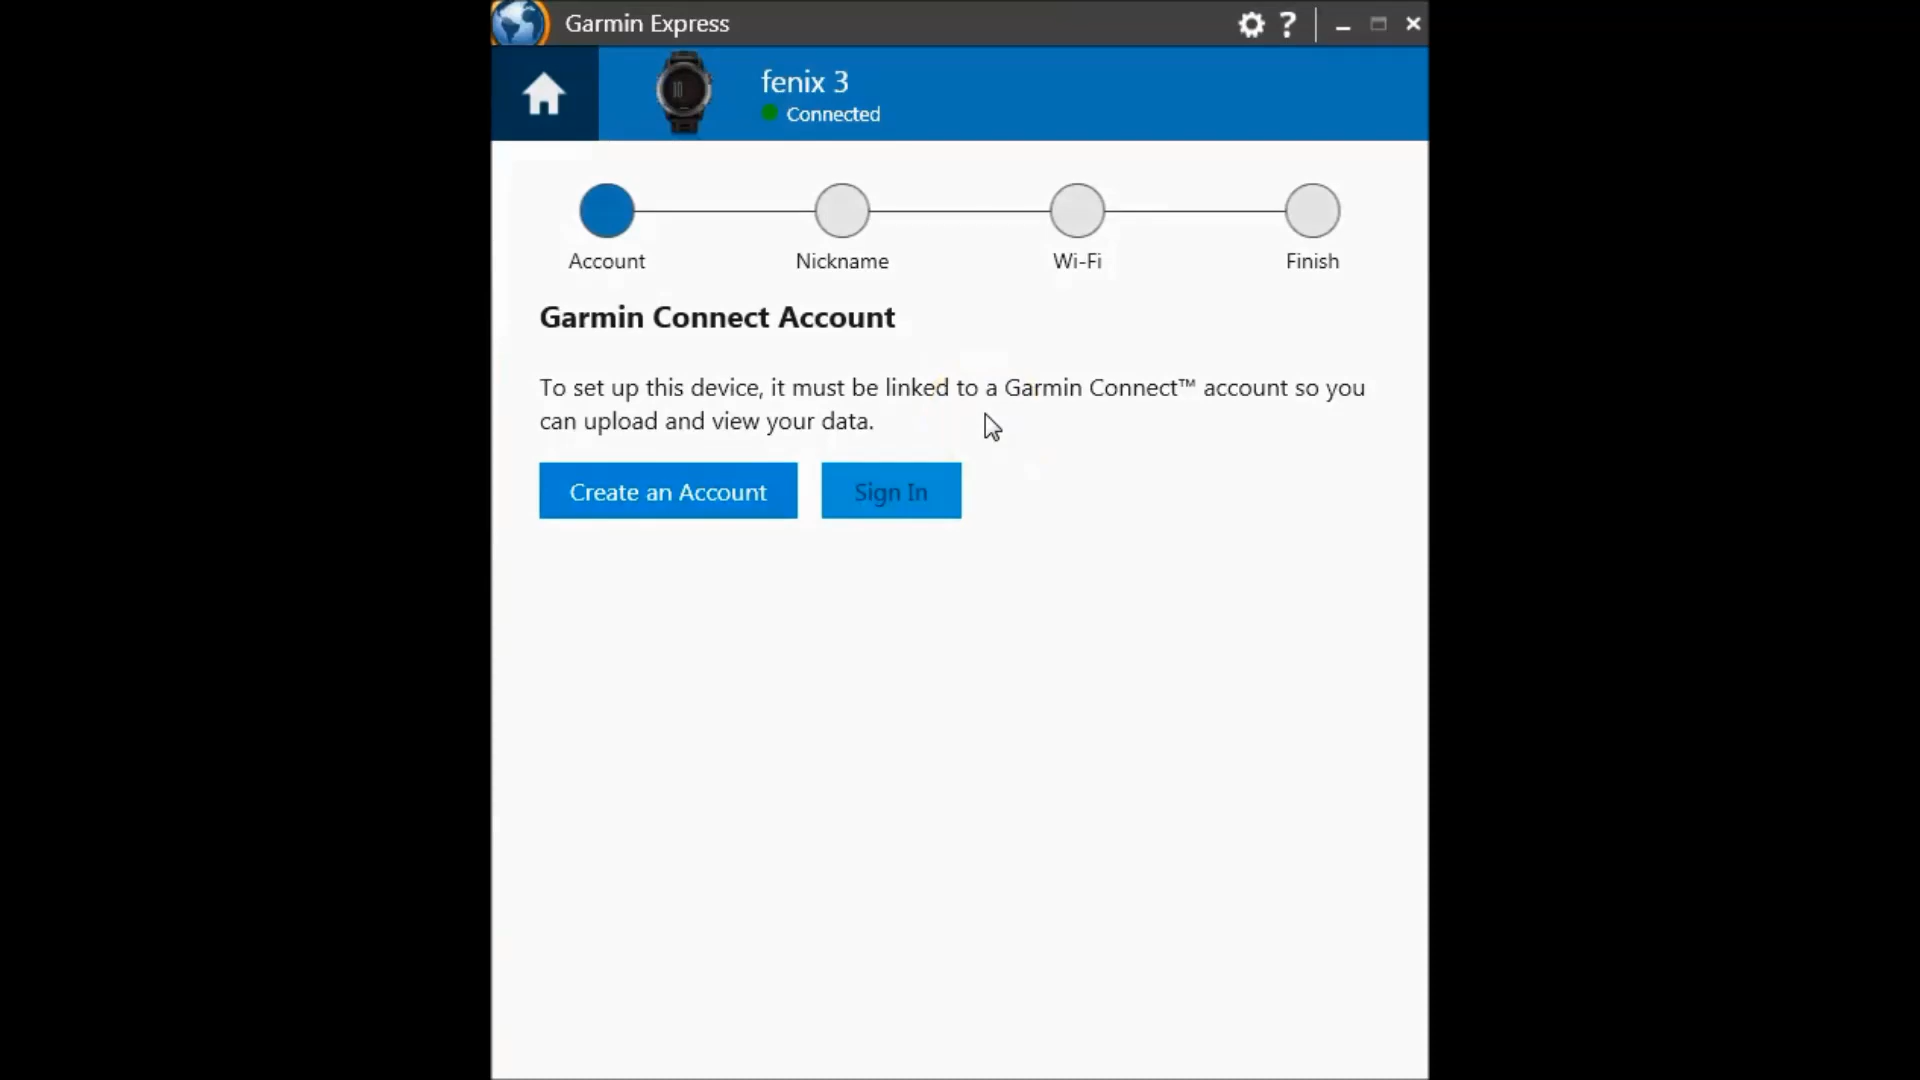 Garmin Express
fenix 3
Connected
Account
Nickname
Wi-Fi
Finish
Garmin Connect Account
To set up this device, it must be linked to a Garmin Connect™ account so you
can upload and view your data.
Create an Account
Sign In